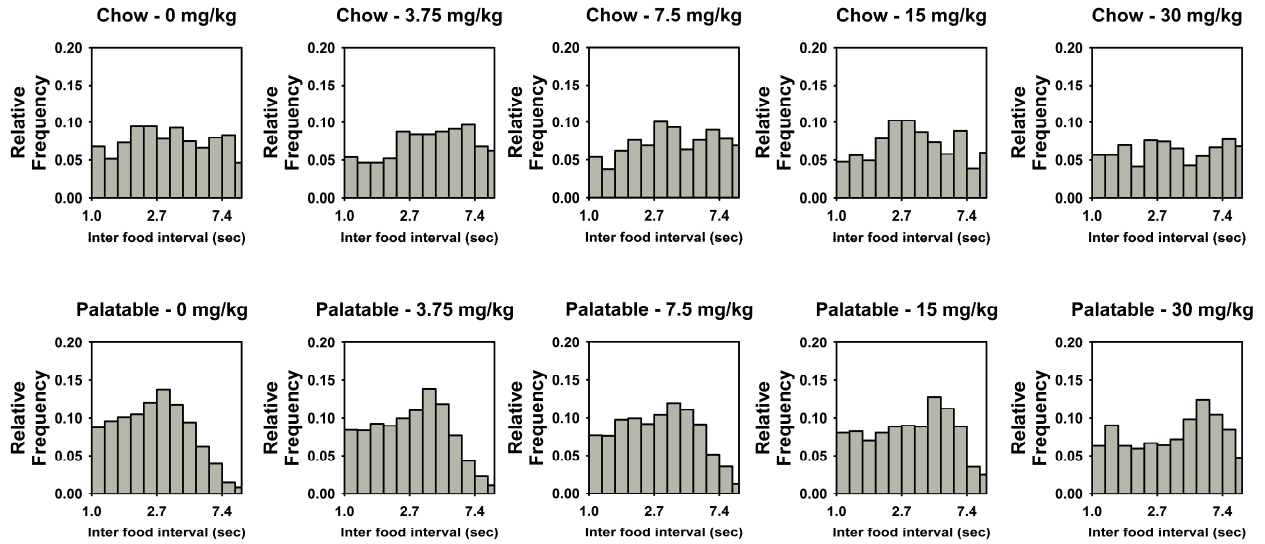 Chow - 0 mg/kg
Chow - 3.75 mg/kg
Chow - 7.5 mg/kg
Chow - 15 mg/kg
Chow - 30 mg/kg
Relative
Frequency
0.20
0.15
0.10
0.05
0.00
1.0 2.7 7.4
Inter food interval (sec)
Relative
Frequency
0.20
0.15
0.10
0.05
0.00
1.0 2.7 7.4
Inter food interval (sec)
Relative
Frequency
0.20
0.15
0.10
0.05
0.00
1.0 2.7 7.4
Inter food interval (sec)
Relative
Frequency
0.20
0.15
0.10
0.05
0.00
1.0 2.7 7.4
Inter food interval (sec)
Relative
Frequency
0.20
0.15
0.10
0.05
0.00
1.0 2.7 7.4
Inter food interval (sec)
Palatable - 0 mg/kg
Palatable - 3.75 mg/kg
Palatable - 7.5 mg/kg
Palatable - 15 mg/kg
Palatable - 30 mg/kg
Relative
Frequency
0.20
0.15
0.10
0.05
0.00
1.0 2.7 7.4
Inter food interval (sec)
Relative
Frequency
0.20
0.15
0.10
0.05
0.00
1.0 2.7 7.4
Inter food interval (sec)
Relative
Frequency
0.20
0.15
0.10
0.05
0.00
1.0 2.7 7.4
Inter food interval (sec)
Relative
Frequency
0.20
0.15
0.10
0.05
0.00
1.0 2.7 7.4
Inter food interval (sec)
Relative
Frequency
0.20
0.15
0.10
0.05
0.00
1.0 2.7 7.4
Inter food interval (sec)